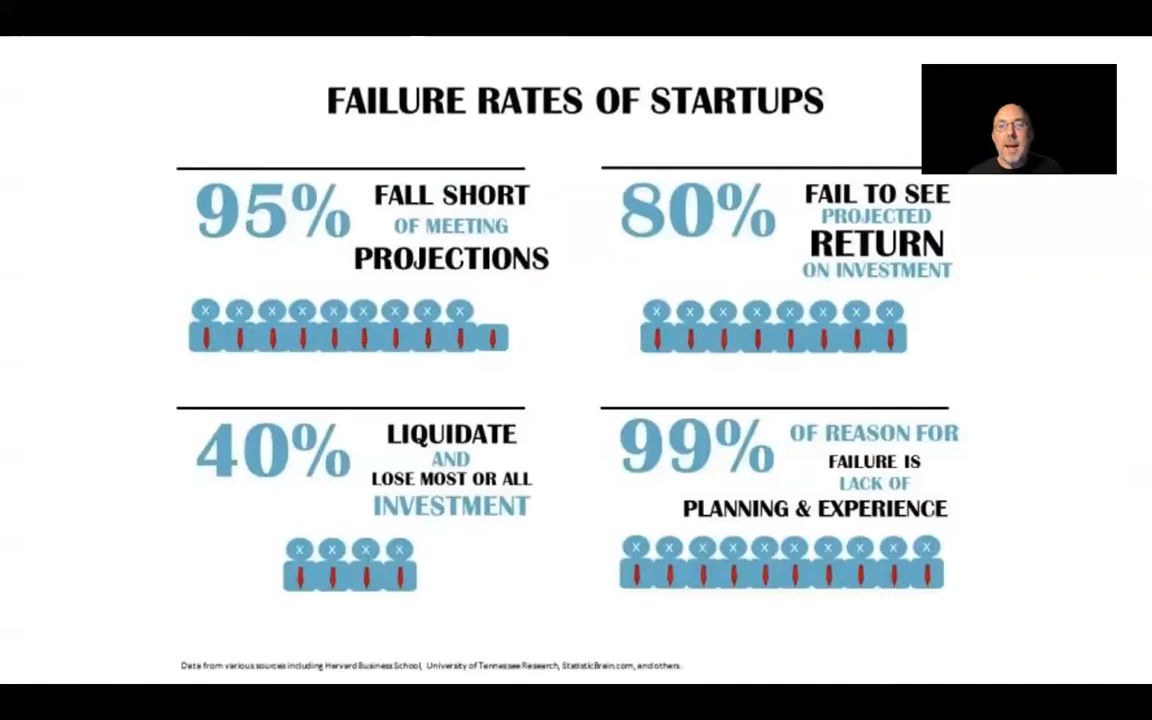 FAILURE RATES OF STARTUPS
95%
FALL SHORT
OF MEETING
PROJECTIONS
80%
FAIL TO SEE
PROJECTED
RETURN
ON INVESTMENT
X X X X X X X X X
X X X X X X X X
40%
LIQUIDATE
AND
LOSE MOST OR ALL
INVESTMENT
99%
OF REASON FOR
FAILURE IS
LACK OF
PLANNING & EXPERIENCE
X X X X
X X X X X X X X X X
Data from various sources including Harvard Business School, University of Tennessee Research, StatisticBrain.com, and others.